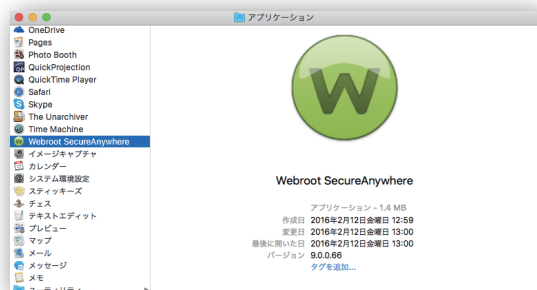 アプリケーション
OneDrive
Pages
Photo Booth
QuickProjection
QuickTime Player
Safari
Skype
The Unarchiver
Time Machine
Webroot SecureAnywhere
イメージキャプチャ
カレンダー
システム環境設定
スティッキーズ
チェス
テキストエディット
プレビュー
マップ
メール
メッセージ
メモ
ユーティリティ
W
Webroot SecureAnywhere
アプリケーション - 1.4 MB
作成日 2016年2月12日金曜日 12:59
変更日 2016年2月12日金曜日 13:00
最後に開いた日 2016年2月12日金曜日 13:00
バージョン 9.0.0.66
タグを追加...